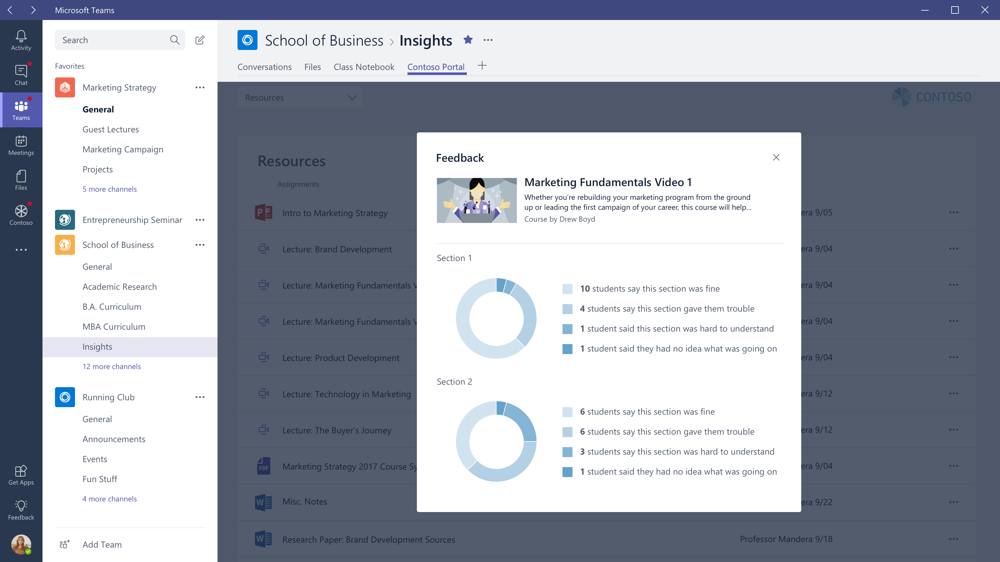 Microsoft Teams
Activity
Chat
Teams
Meetings
Files
Contoso
Get Apps
Feedback
Search
Favorites
Marketing Strategy
General
Guest Lectures
Marketing Campaign
Projects
5 more channels
Entrepreneurship Seminar
School of Business
General
Academic Research
B.A. Curriculum
MBA Curriculum
Insights
12 more channels
Running Club
General
Announcements
Events
Fun Stuff
4 more channels
Add Team
School of Business › Insights
Conversations Files Class Notebook Contoso Portal
Resources
CONTOSO
Resources
Assignments
Intro to Marketing Strategy
era 9/05
Lecture: Brand Development
era 9/04
Lecture: Marketing Fundamentals V
era 9/04
Lecture: Marketing Fundamentals V
era 9/04
Lecture: Product Development
era 9/04
Lecture: Technology in Marketing
era 9/12
Lecture: The Buyer’s Journey
era 9/12
PDF
Marketing Strategy 2017 Course Sy
era 9/04
Misc. Notes
era 9/22
Research Paper: Brand Development Sources
Professor Mandera 9/18
Feedback
Marketing Fundamentals Video 1
Whether you’re rebuilding your marketing program from the ground
up or leading the first campaign of your career, this course will help...
Course by Drew Boyd
Section 1
10 students say this section was fine
4 students say this section gave them trouble
1 student said this section was hard to understand
1 student said they had no idea what was going on
Section 2
6 students say this section was fine
6 students say this section gave them trouble
3 students say this section was hard to understand
1 student said they had no idea what was going on